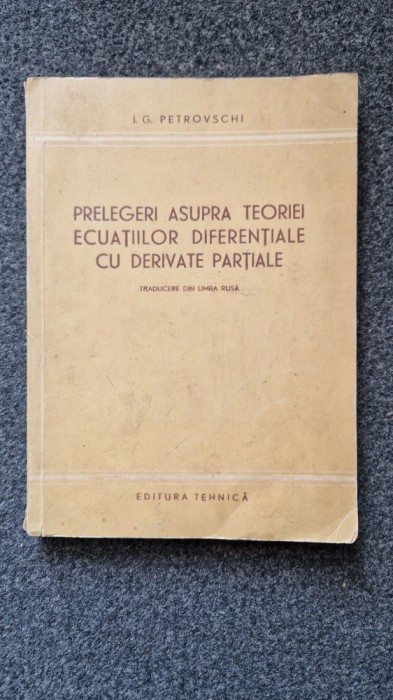 I. G. PETROVSCHI
PRELEGERI ASUPRA TEORIEI
ECUAȚIILOR DIFERENȚIALE
CU DERIVATE PARȚIALE
TRADUCERE DIN LIMBA RUSĂ
EDITURA TEHNICĂ